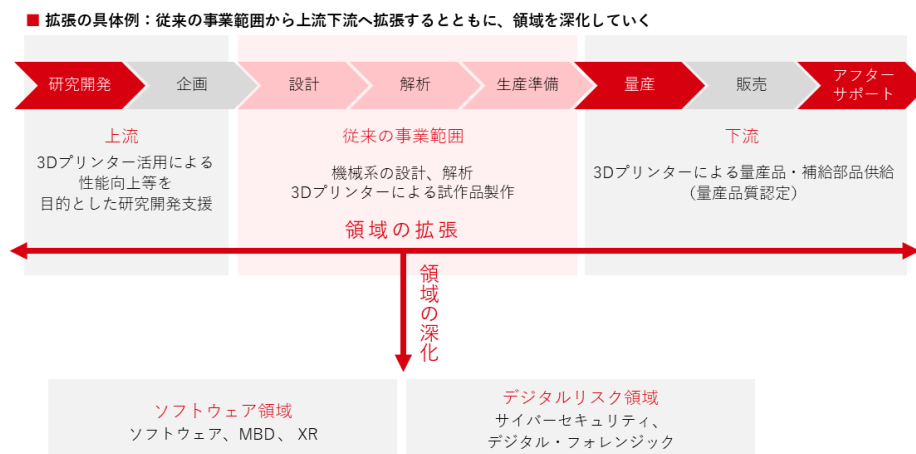 ■ 拡張の具体例：従来の事業範囲から上流下流へ拡張するとともに、領域を深化していく
研究開発
企画
設計
解析
生産準備
量産
販売
アフター
サポート
上流
3Dプリンター活用による
性能向上等を
目的とした研究開発支援
従来の事業範囲
機械系の設計、解析
3Dプリンターによる試作品製作
下流
3Dプリンターによる量産品・補給部品供給
（量産品質認定）
領域の拡張
領域の深化
ソフトウェア領域
ソフトウェア、MBD、 XR
デジタルリスク領域
サイバーセキュリティ、
デジタル・フォレンジック